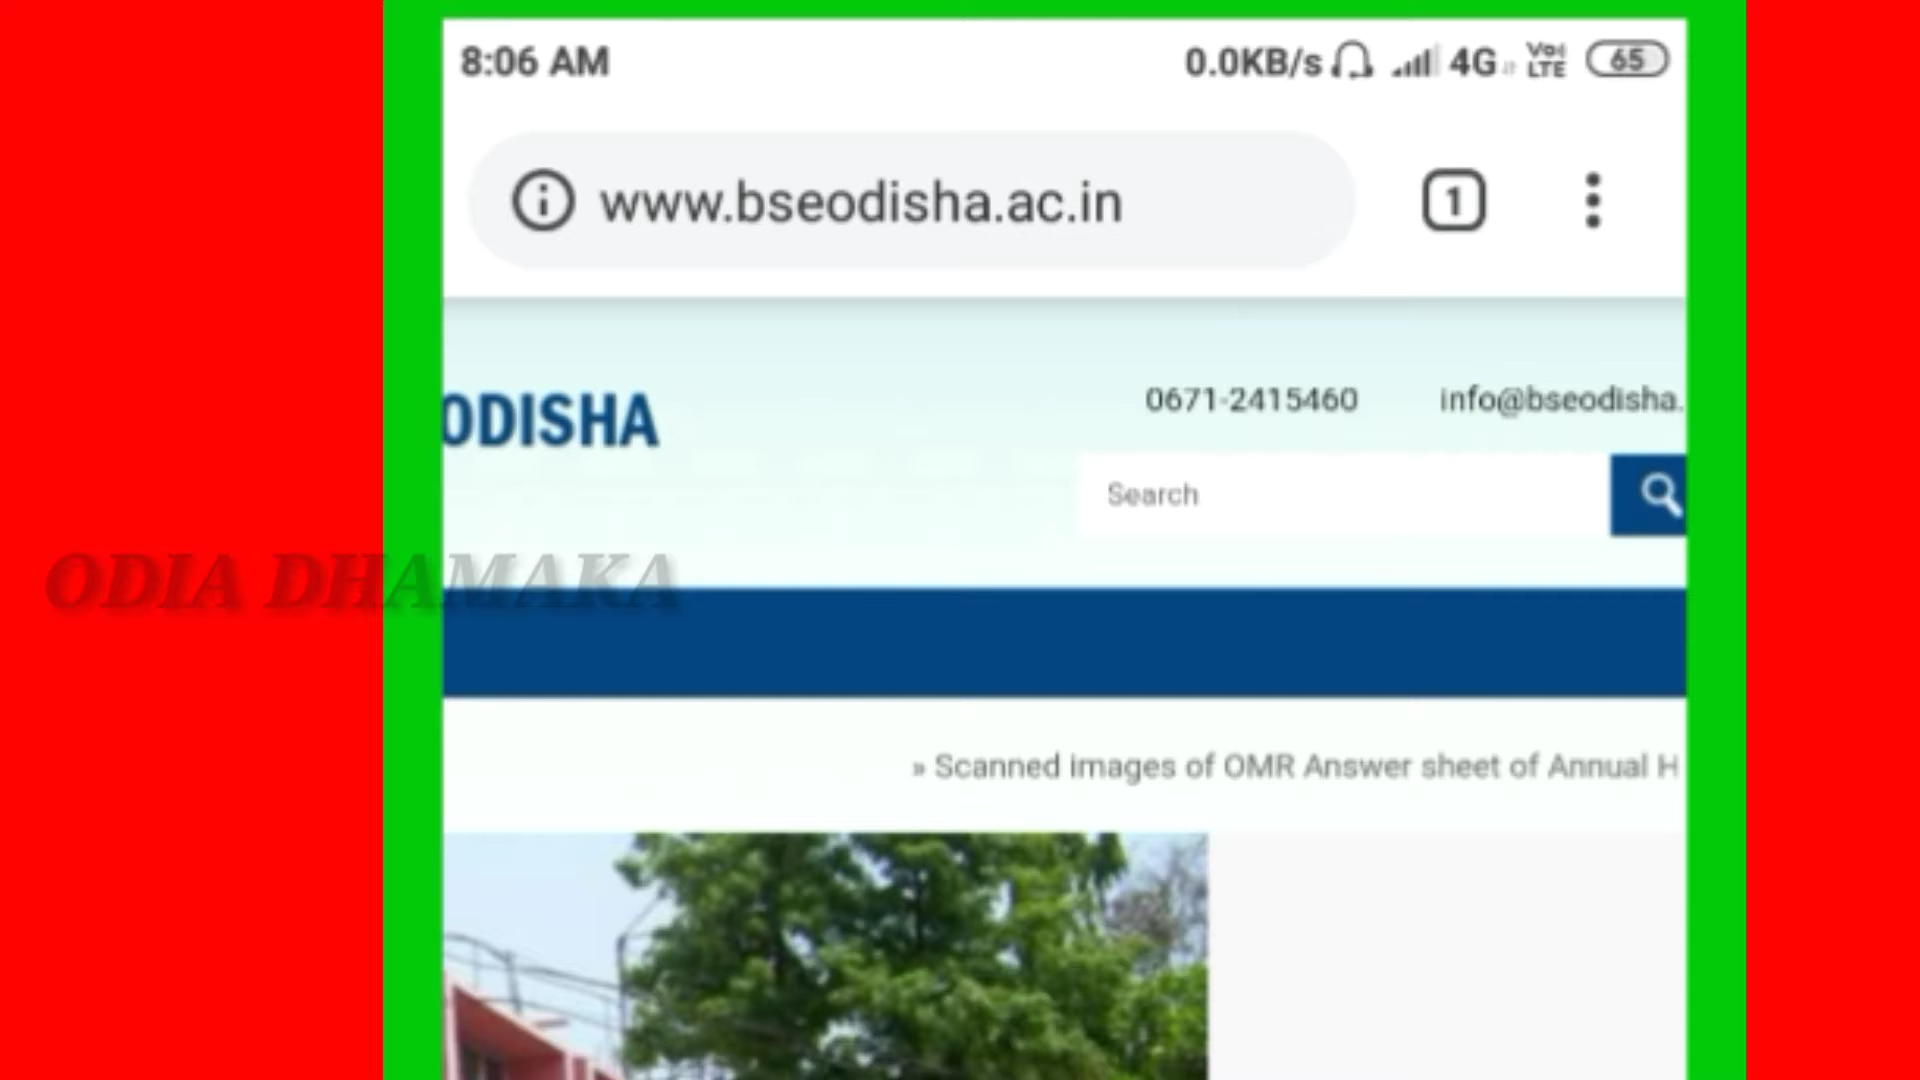 8:06 AM 0.0KB/s 4G Vo) LTE 65
www.bseodisha.ac.in 1
ODISHA
0671-2415460 info@bseodisha.
Search
ODIA DHAMAKA
» Scanned images of OMR Answer sheet of Annual H